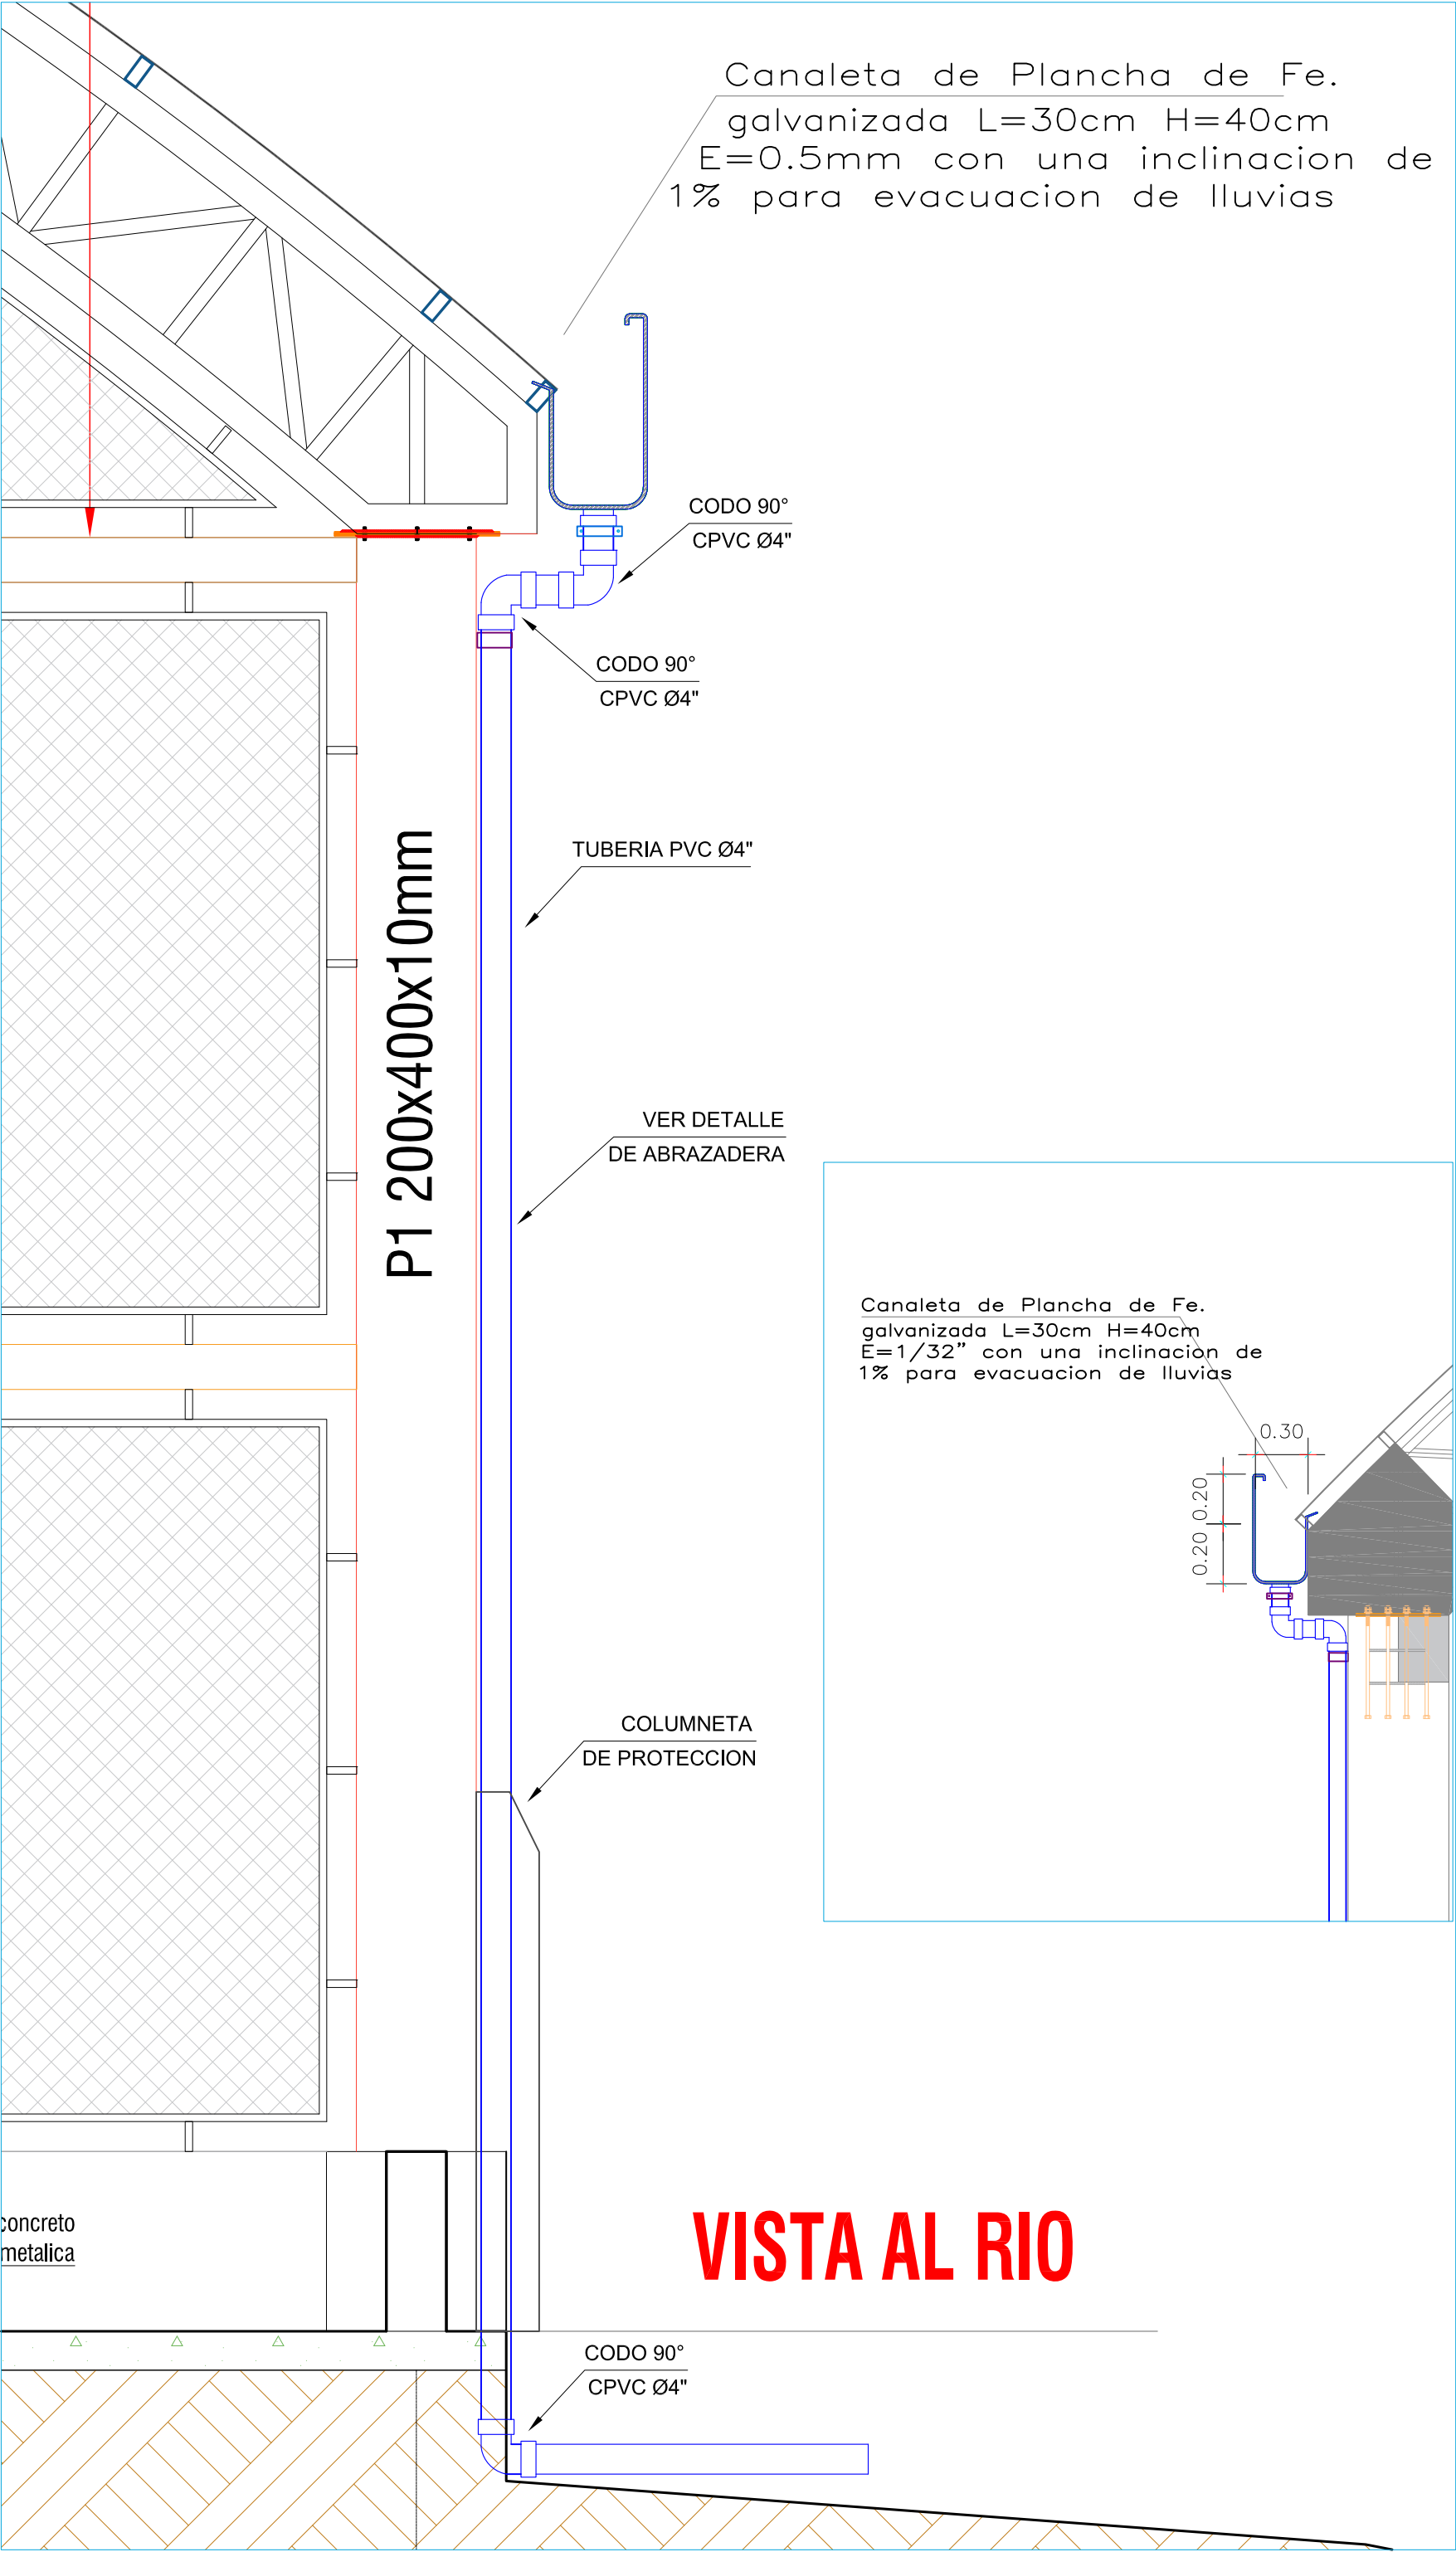 Canaleta de Plancha de Fe.
galvanizada L=30cm H=40cm
E=0.5mm con una inclinacion de
1% para evacuacion de lluvias
CODO 90°
CPVC Ø4"
CODO 90°
CPVC Ø4"
TUBERIA PVC Ø4"
P1 200x400x10mm
VER DETALLE
DE ABRAZADERA
Canaleta de Plancha de Fe.
galvanizada L=30cm H=40cm
E=1/32" con una inclinacion de
1% para evacuacion de lluvias
0.30
0.20
0.20
COLUMNETA
DE PROTECCION
concreto
metalica
VISTA AL RIO
CODO 90°
CPVC Ø4"